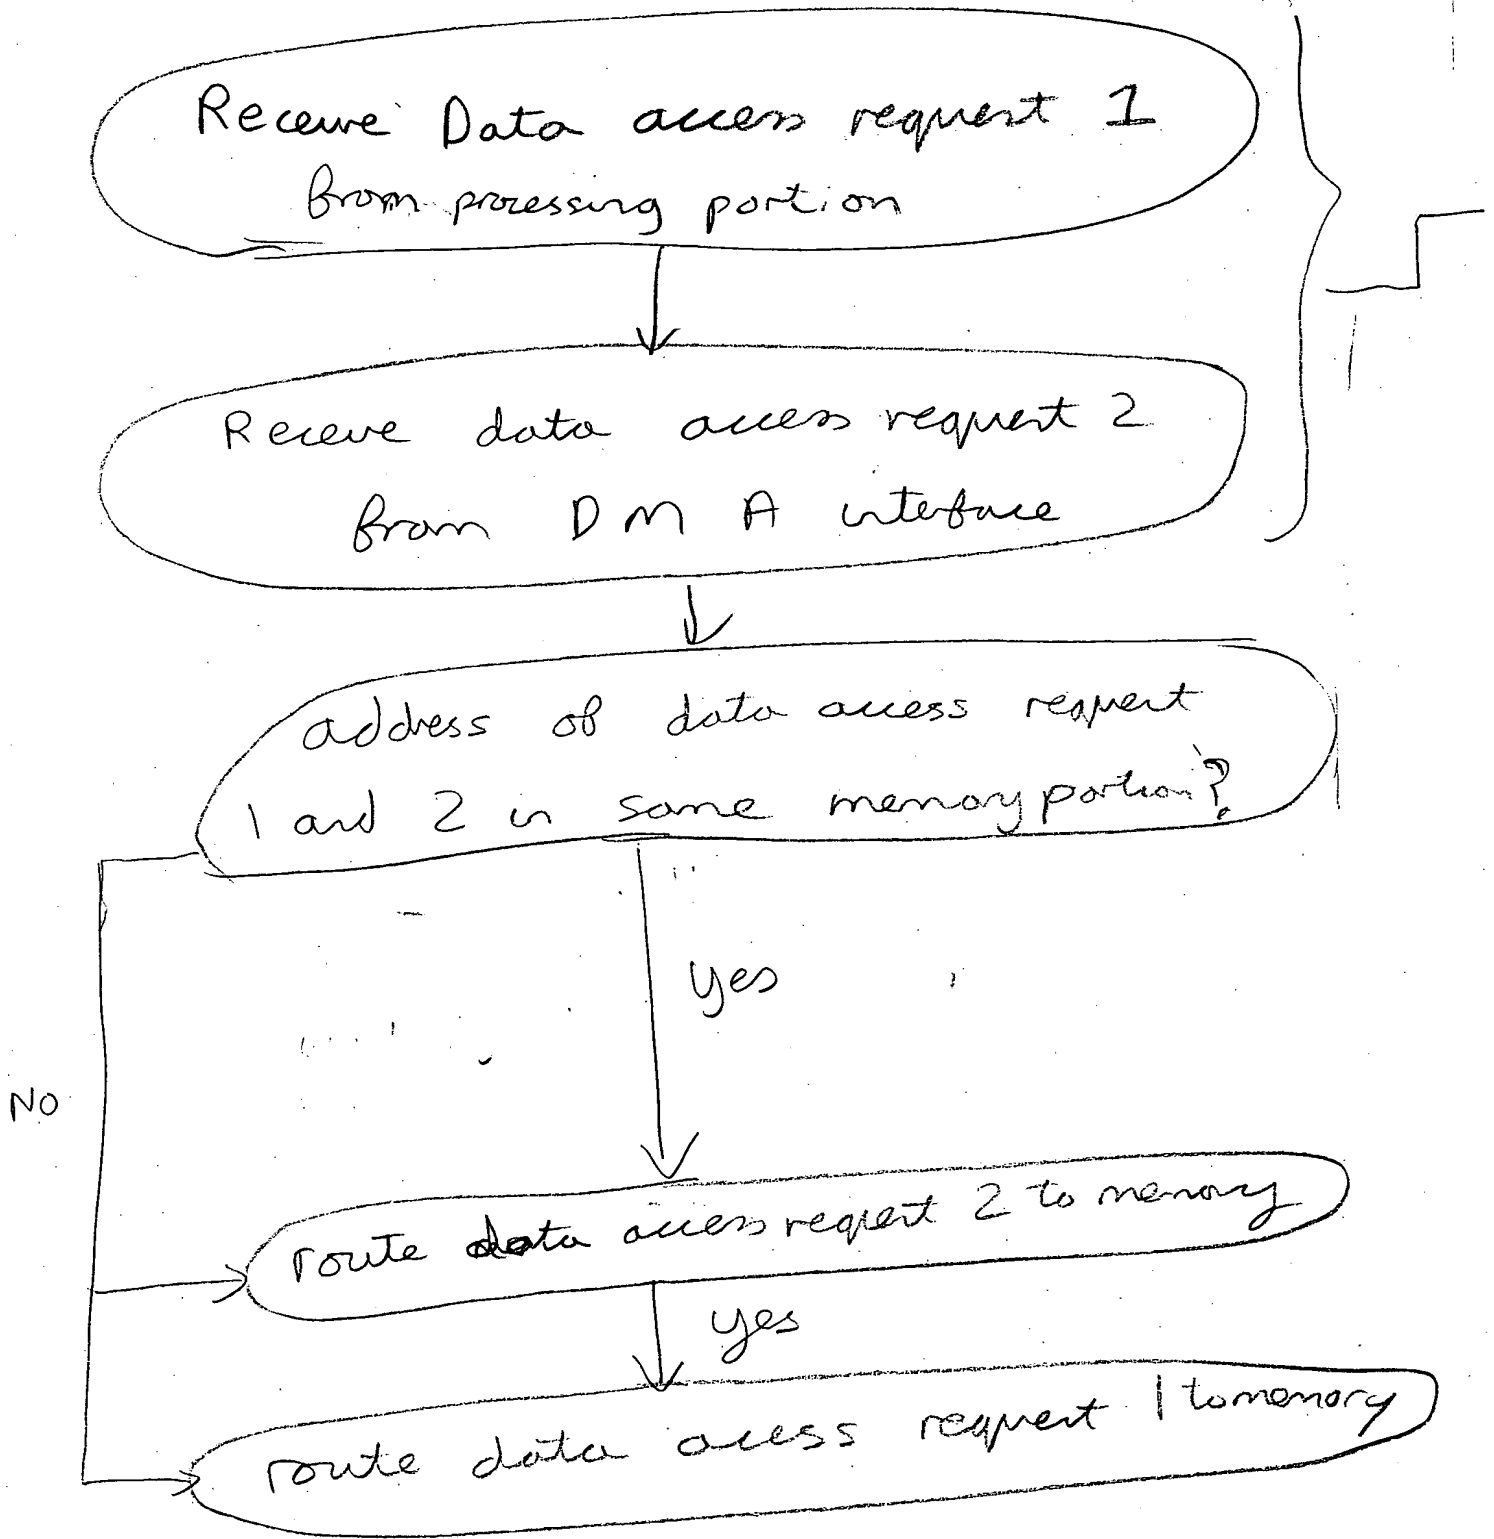 Receive Data access request 1
from processing portion
Receve data access request 2
from DMA interface
address of data access request
1 and 2 in same memory portion?
yes
NO
route data access request 2 to memory
yes
route data access request 1 to memory